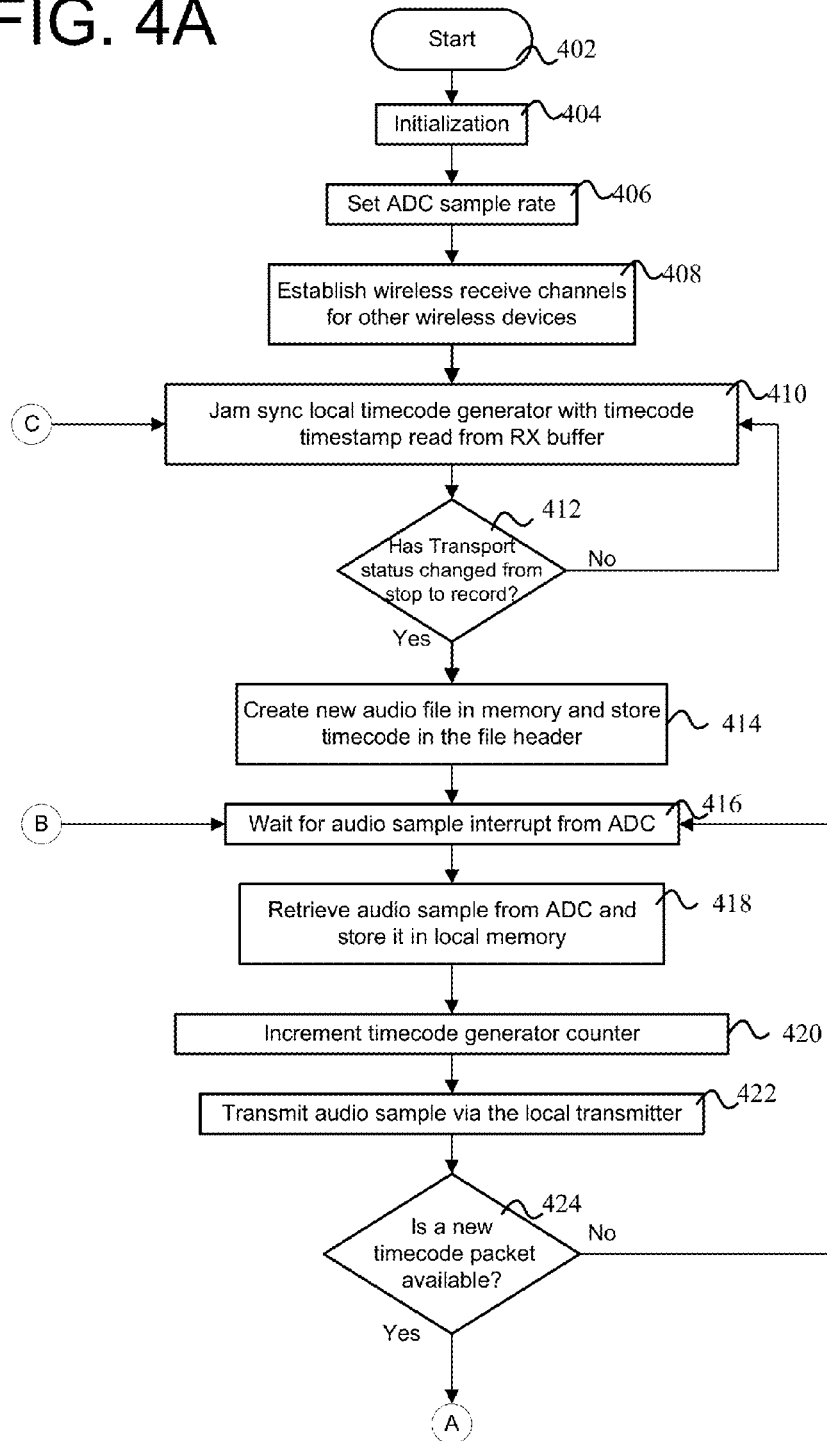 FIG. 4A
Start
402
Initialization
404
Set ADC sample rate
406
408
Establish wireless receive channels
for other wireless devices
410
Jam sync local timecode generator with timecode
timestamp read from RX buffer
C
412
Has Transport
status changed from
stop to record?
No
Yes
Create new audio file in memory and store
timecode in the file header
414
B
Wait for audio sample interrupt from ADC
416
Retrieve audio sample from ADC and
store it in local memory
418
Increment timecode generator counter
420
Transmit audio sample via the local transmitter
422
424
Is a new
timecode packet
available?
No
Yes
A